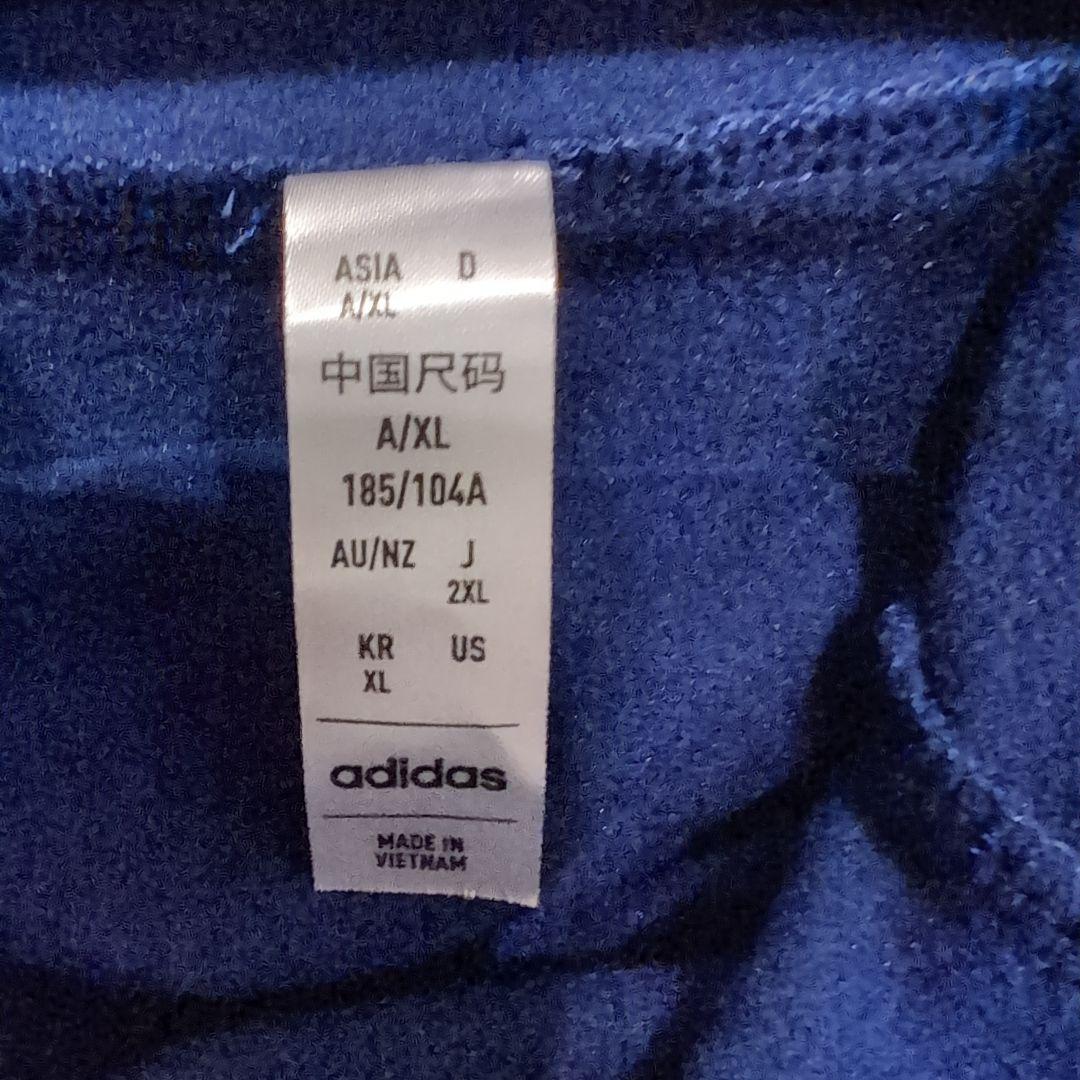 ASIA D
A/XL
中国尺码
A/XL
185/104A
AU/NZ J
2XL
KR US
XL
adidas
MADE IN
VIETNAM